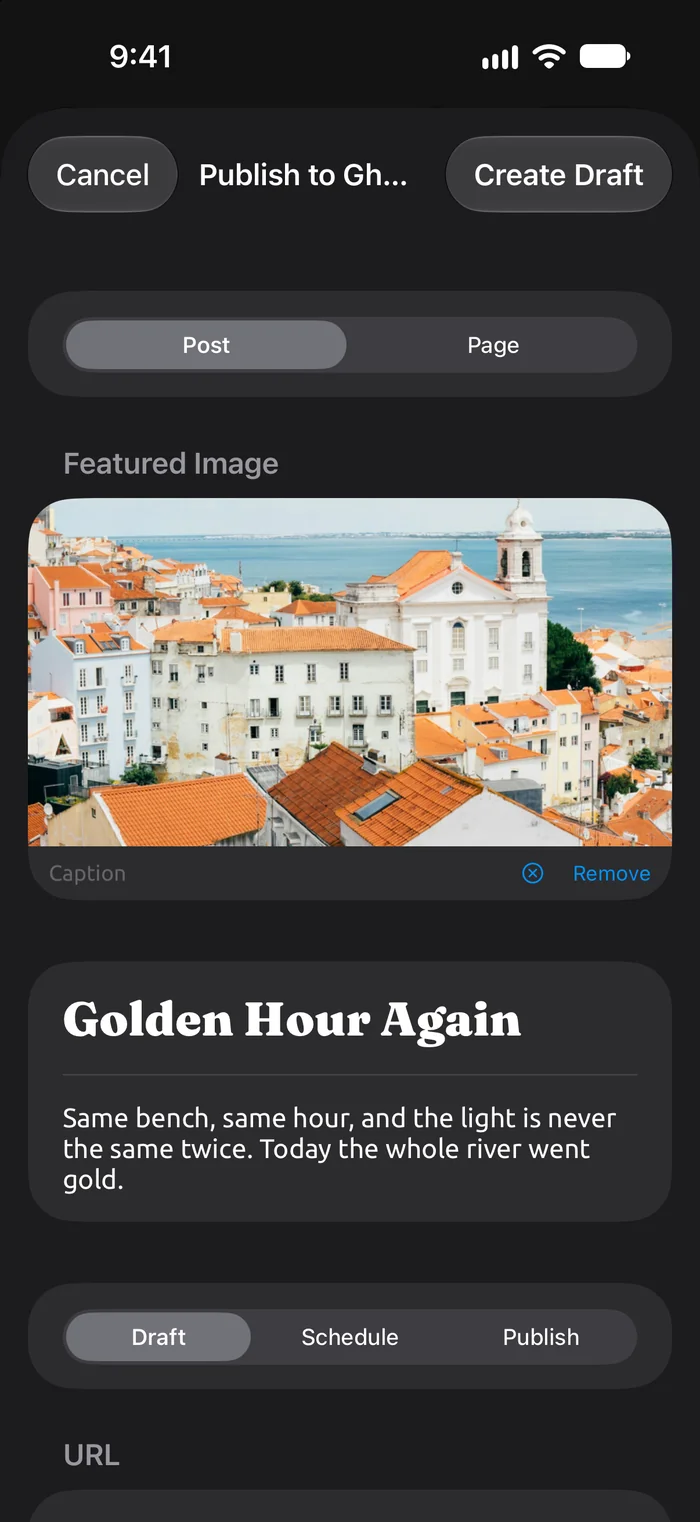 9:41
Cancel
Publish to Gh...
Create Draft
Post
Page
Featured Image
Caption
Remove
Golden Hour Again
Same bench, same hour, and the light is never
the same twice. Today the whole river went
gold.
Draft
Schedule
Publish
URL